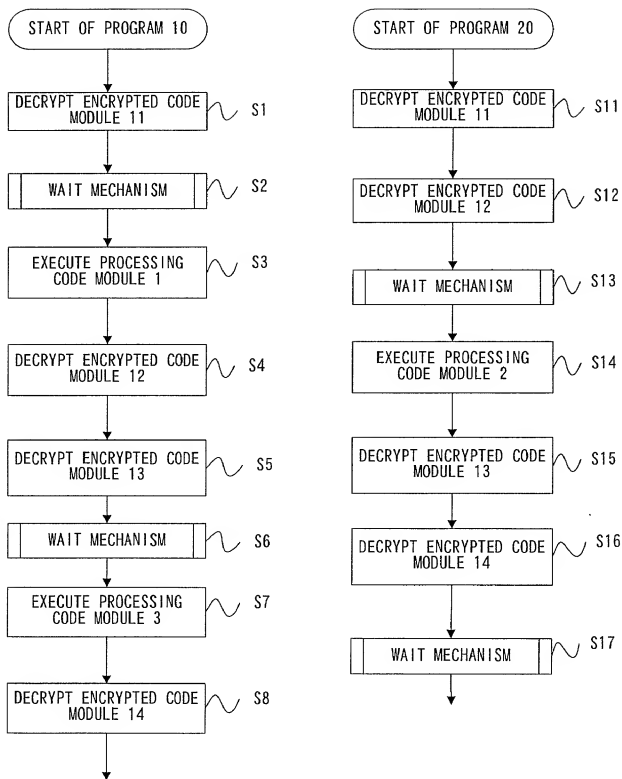 START OF PROGRAM 10
DECRYPT ENCRYPTED CODE
MODULE 11
S1
WAIT MECHANISM
S2
EXECUTE PROCESSING
CODE MODULE 1
S3
DECRYPT ENCRYPTED CODE
MODULE 12
S4
DECRYPT ENCRYPTED CODE
MODULE 13
S5
WAIT MECHANISM
S6
EXECUTE PROCESSING
CODE MODULE 3
S7
DECRYPT ENCRYPTED CODE
MODULE 14
S8
START OF PROGRAM 20
DECRYPT ENCRYPTED CODE
MODULE 11
S11
DECRYPT ENCRYPTED CODE
MODULE 12
S12
WAIT MECHANISM
S13
EXECUTE PROCESSING
CODE MODULE 2
S14
DECRYPT ENCRYPTED CODE
MODULE 13
S15
DECRYPT ENCRYPTED CODE
MODULE 14
S16
WAIT MECHANISM
S17